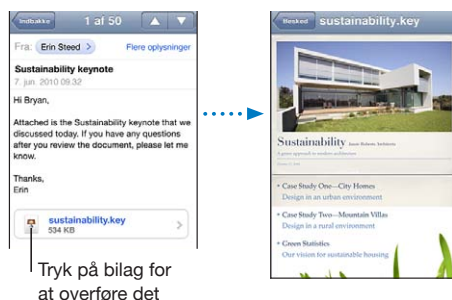 Indbakke 1 af 50
Fra: Erin Steed > Flere oplysninger
Sustainability keynote
7. jun. 2010 09.32
Hi Bryan,
Attached is the Sustainability keynote that we
discussed today. If you have any questions
after you review the document, please let me
know.
Thanks,
Erin
sustainability.key
534 KB
Tryk på bilag for
at overføre det
Besked sustainability.key
Sustainability
• Case Study One—City Homes
Design in an urban environment
• Case Study Two—Mountain Villas
Design in a rural environment
• Green Statistics
Our vision for sustainable housing